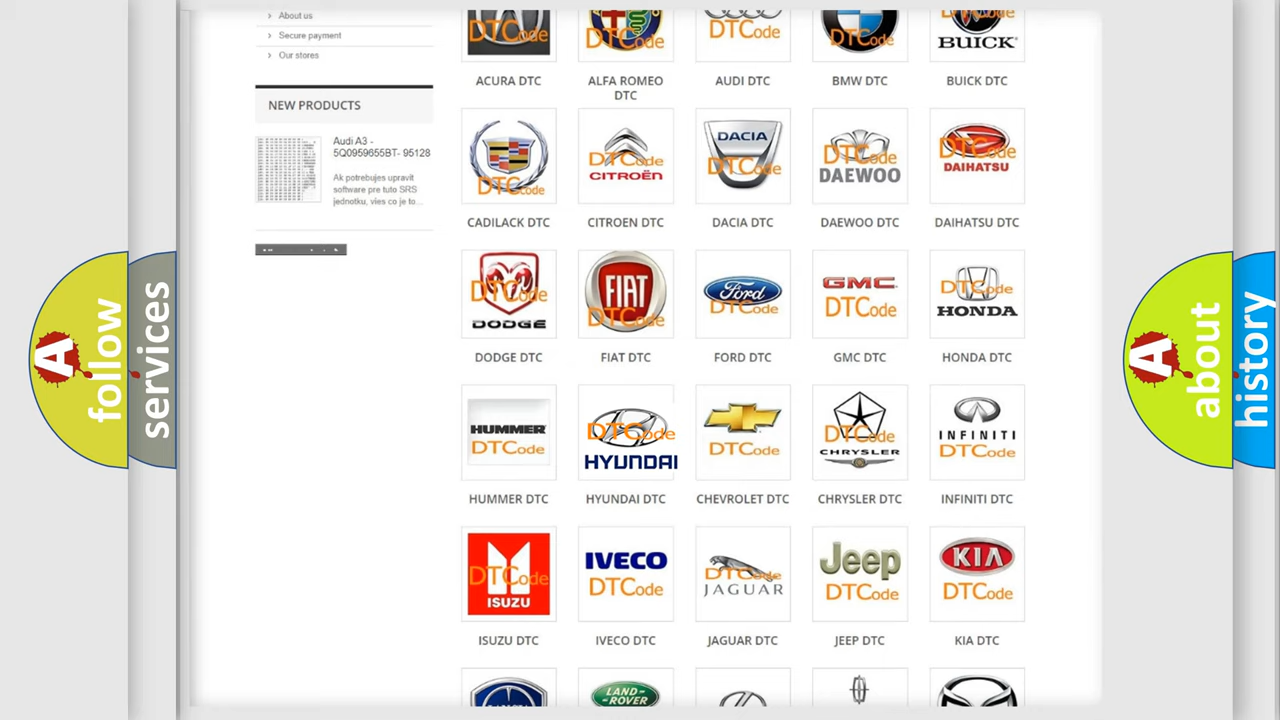 About us
Secure payment
Our stores
NEW PRODUCTS
Audi A3 -
5Q0959655BT- 95128
Ak potrebujes upravit
software pre tuto SRS
jednotku, vies co je to...
DTCode DTCode DTCode DTCode BUICK
ACURA DTC ALFA ROMEO DTC AUDI DTC BMW DTC BUICK DTC
DTCode
DTCode CITROËN
DACIA DTCode
DTCode DAEWOO
DTCode DAIHATSU
CADILACK DTC CITROEN DTC DACIA DTC DAEWOO DTC DAIHATSU DTC
DTCode DODGE
FIAT DTCode
Ford DTCode
GMC DTCode
DTCode HONDA
DODGE DTC FIAT DTC FORD DTC GMC DTC HONDA DTC
HUMMER DTCode
DTCode HYUNDAI
DTCode
DTCode CHRYSLER
INFINITI DTCode
HUMMER DTC HYUNDAI DTC CHEVROLET DTC CHRYSLER DTC INFINITI DTC
DTCode ISUZU
IVECO DTCode
DTCode JAGUAR
Jeep DTCode
KIA DTCode
ISUZU DTC IVECO DTC JAGUAR DTC JEEP DTC KIA DTC
LAND-
ROVER
A follow
services
A about
history